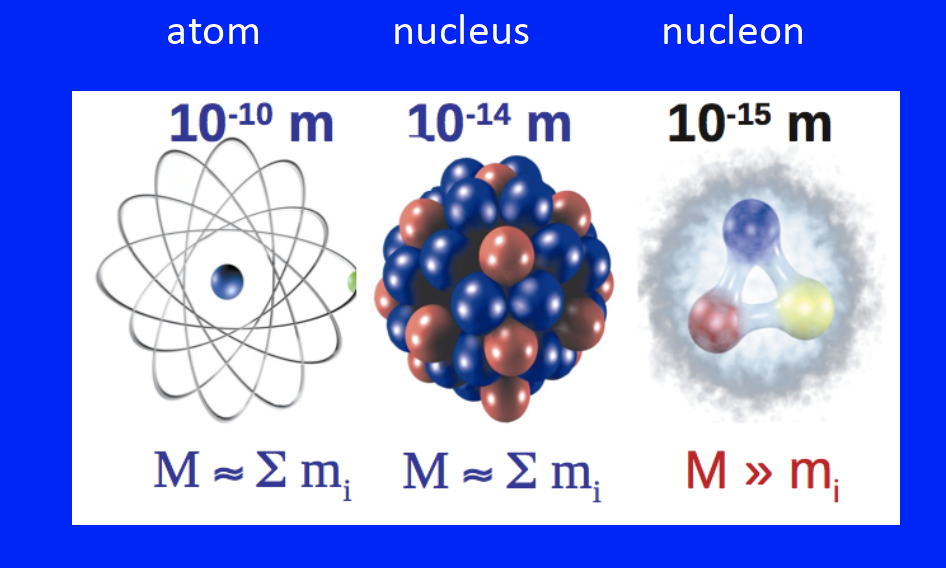 atom nucleus nucleon
10⁻¹⁰ m 10⁻¹⁴ m 10⁻¹⁵ m
M ≈ Σ mᵢ M ≈ Σ mᵢ M » mᵢ